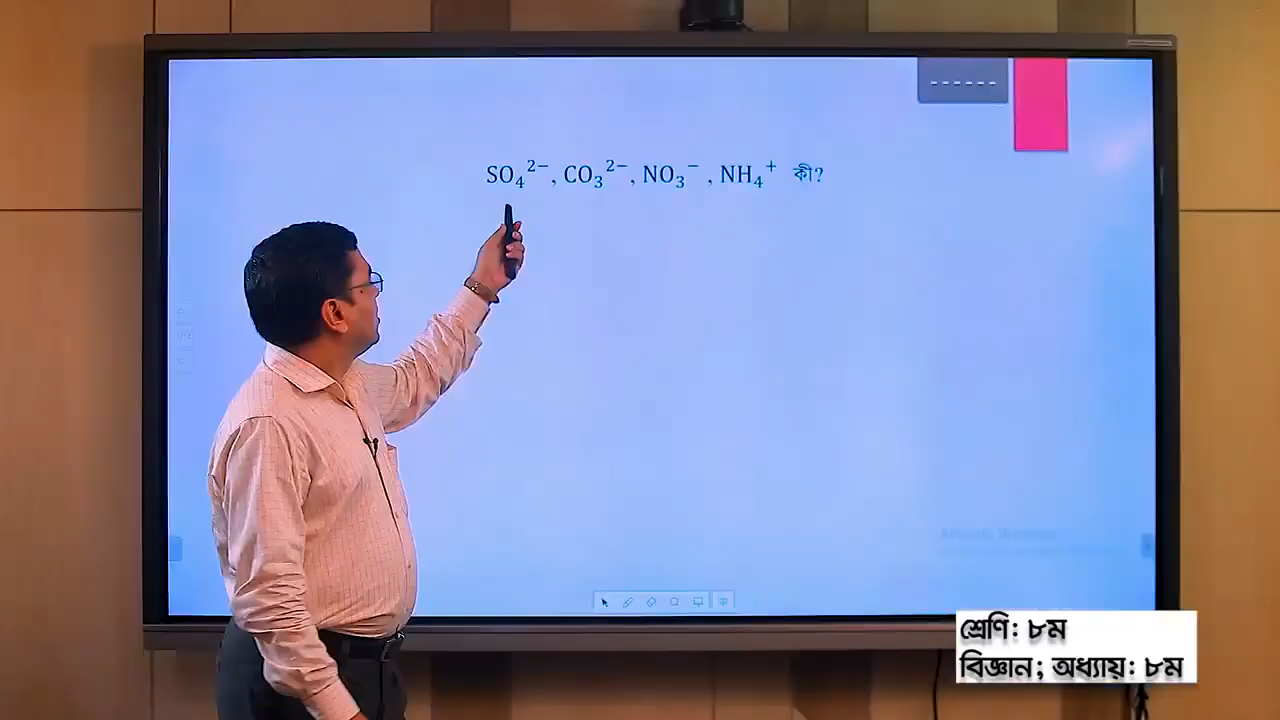 SO₄²⁻, CO₃²⁻, NO₃⁻ , NH₄⁺ কী?
শ্রেণি: ৮ম
বিজ্ঞান; অধ্যায়: ৮ম